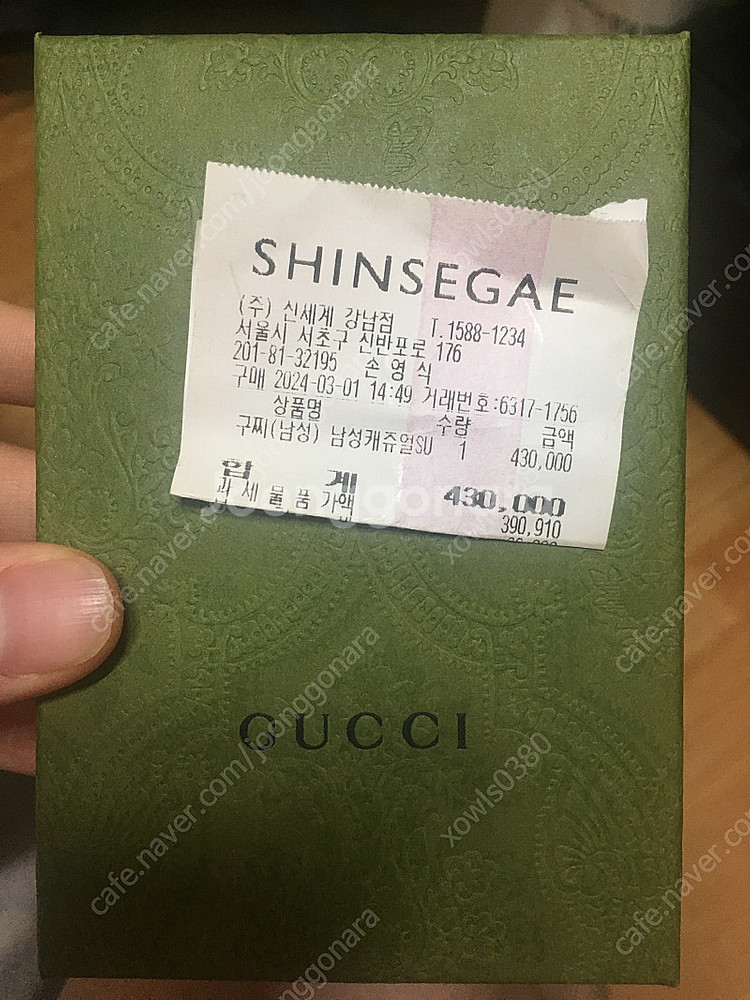 SHINSEGAE
(주) 신세계 강남점 T.1588-1234
서울시 서초구 신반포로 176
201-81-32195 손영식
구매 2024-03-01 14:49 거래번호:6317-1756
상품명 수량 금액
구찌(남성) 남성캐쥬얼SU 1 430,000
합 계 430,000
과세물품가액 390,910
GUCCI
joonggonara
cafe.naver.com/joonggonara
xowls0380